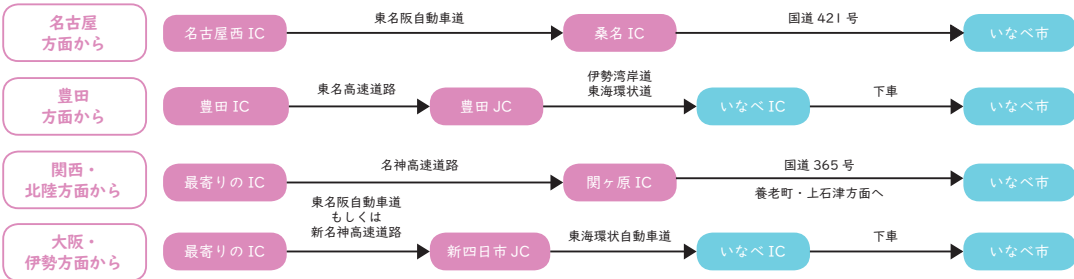 名古屋
方面から
名古屋西 IC
東名阪自動車道
桑名 IC
国道 421 号
いなべ市
豊田
方面から
豊田 IC
東名高速道路
豊田 JC
伊勢湾岸道
東海環状道
いなべ IC
下車
いなべ市
関西・
北陸方面から
最寄りの IC
名神高速道路
関ヶ原 IC
国道 365 号
養老町・上石津方面へ
いなべ市
大阪・
伊勢方面から
最寄りの IC
東名阪自動車道
もしくは
新名神高速道路
新四日市 JC
東海環状自動車道
いなべ IC
下車
いなべ市